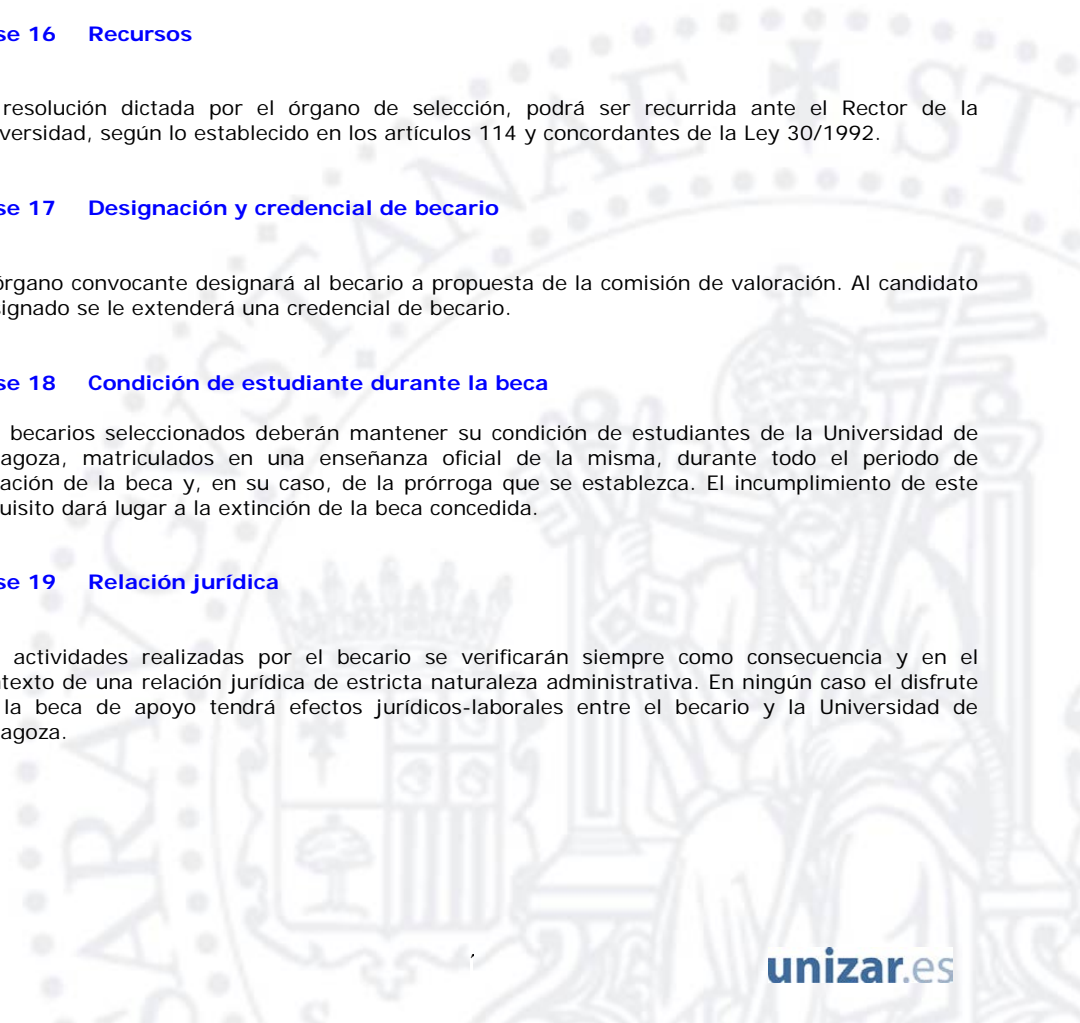 se 16 Recursos
resolución dictada por el órgano de selección, podrá ser recurrida ante el Rector de la
versidad, según lo establecido en los artículos 114 y concordantes de la Ley 30/1992.
se 17 Designación y credencial de becario
órgano convocante designará al becario a propuesta de la comisión de valoración. Al candidato
signado se le extenderá una credencial de becario.
se 18 Condición de estudiante durante la beca
becarios seleccionados deberán mantener su condición de estudiantes de la Universidad de
agoza, matriculados en una enseñanza oficial de la misma, durante todo el periodo de
ación de la beca y, en su caso, de la prórroga que se establezca. El incumplimiento de este
uisito dará lugar a la extinción de la beca concedida.
se 19 Relación jurídica
actividades realizadas por el becario se verificarán siempre como consecuencia y en el
texto de una relación jurídica de estricta naturaleza administrativa. En ningún caso el disfrute
la beca de apoyo tendrá efectos jurídicos-laborales entre el becario y la Universidad de
agoza.
unizar.es